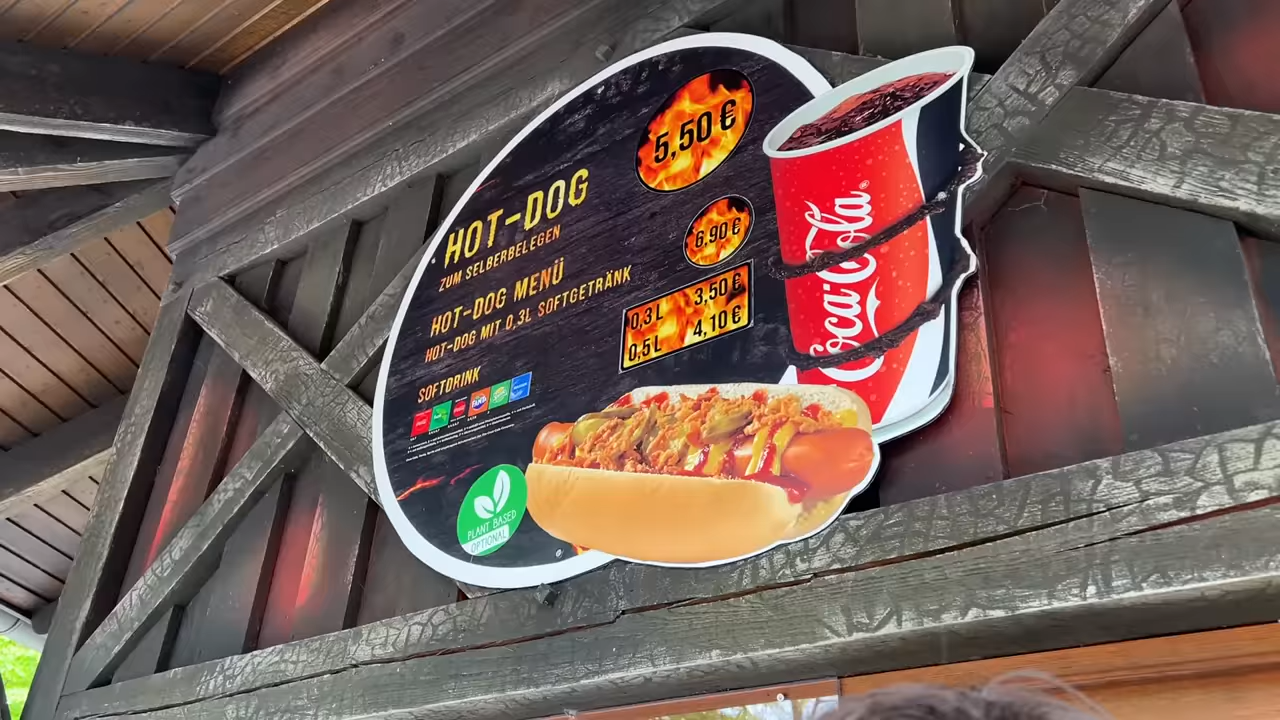 HOT-DOG
ZUM SELBERBELEGEN
5,50 €
HOT-DOG MENÜ
HOT-DOG MIT 0,3L SOFTGETRÄNK
6,90 €
SOFTDRINK
0,3 L 3,50 €
0,5 L 4,10 €
FANTA
PLANT BASED
OPTIONAL
Coca-Cola®